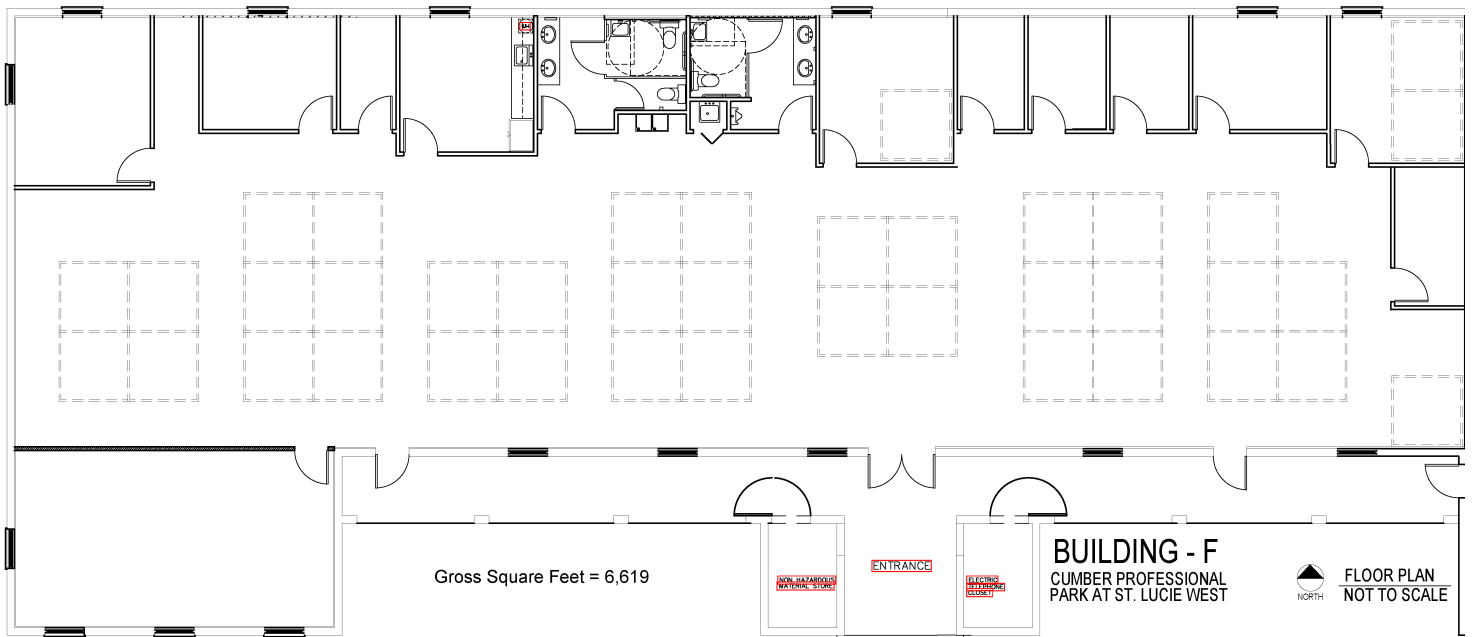 WH
ENTRANCE
NON HAZARDOUS
MATERIAL STORE
ELECTRIC
TELEPHONE
CLOSET
Gross Square Feet = 6,619
BUILDING - F
CUMBER PROFESSIONAL
PARK AT ST. LUCIE WEST
NORTH
FLOOR PLAN
NOT TO SCALE